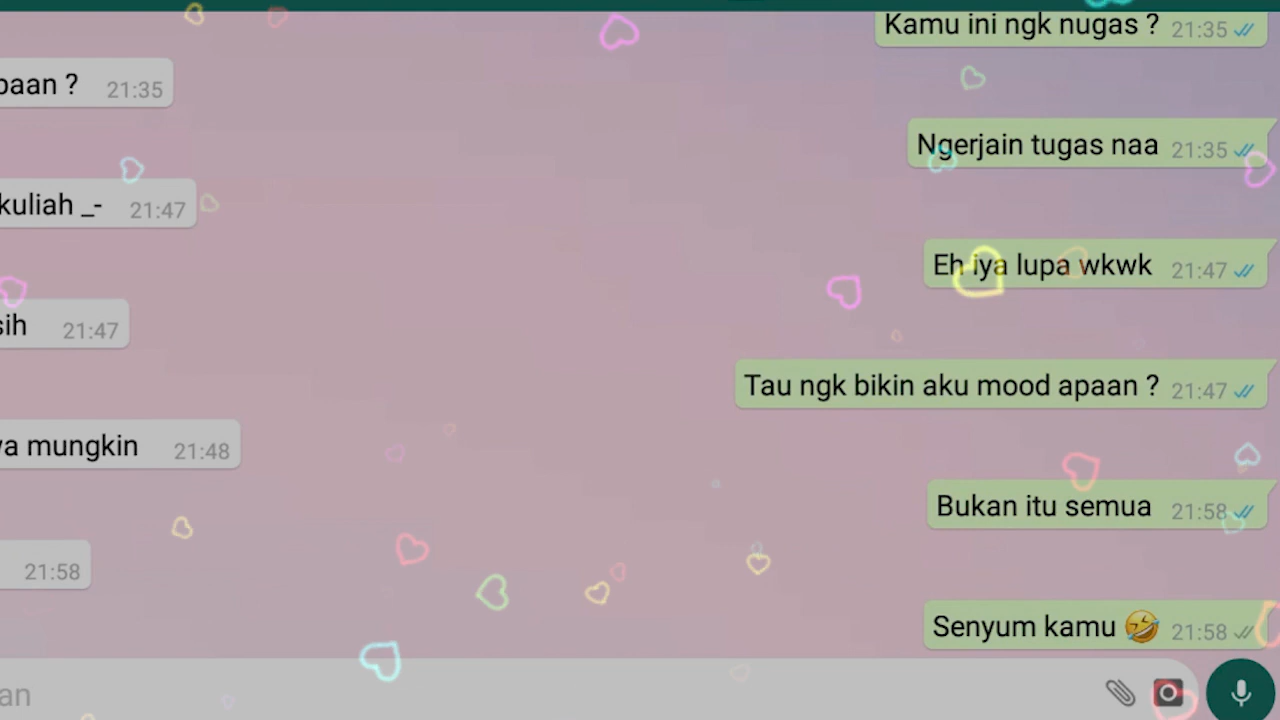 Kamu ini ngk nugas ? 21:35
paan ? 21:35
Ngerjain tugas naa 21:35
kuliah _- 21:47
Eh iya lupa wkwk 21:47
sih 21:47
Tau ngk bikin aku mood apaan ? 21:47
ya mungkin 21:48
Bukan itu semua 21:58
21:58
Senyum kamu 🤣 21:58
an